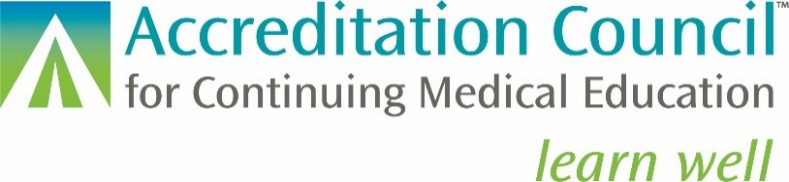 Accreditation Council™
for Continuing Medical Education
learn well